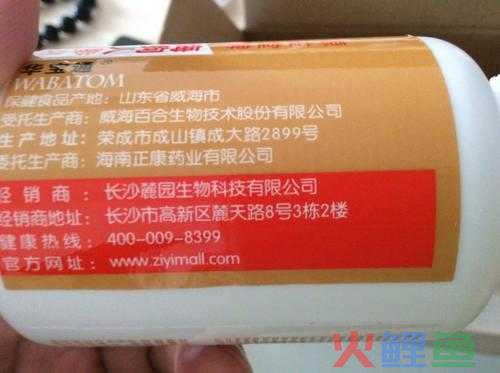 WABATOM
保健食品产地：山东省威海市
受托生产商：威海百合生物技术股份有限公司
生产地址：荣成市成山镇成大路2899号
委托生产商：海南正康药业有限公司
经销商：长沙麓园生物科技有限公司
经销商地址：长沙市高新区麓天路8号3栋2楼
健康热线：400-009-8399
官方网址：www.ziyimall.com
火鲤鱼